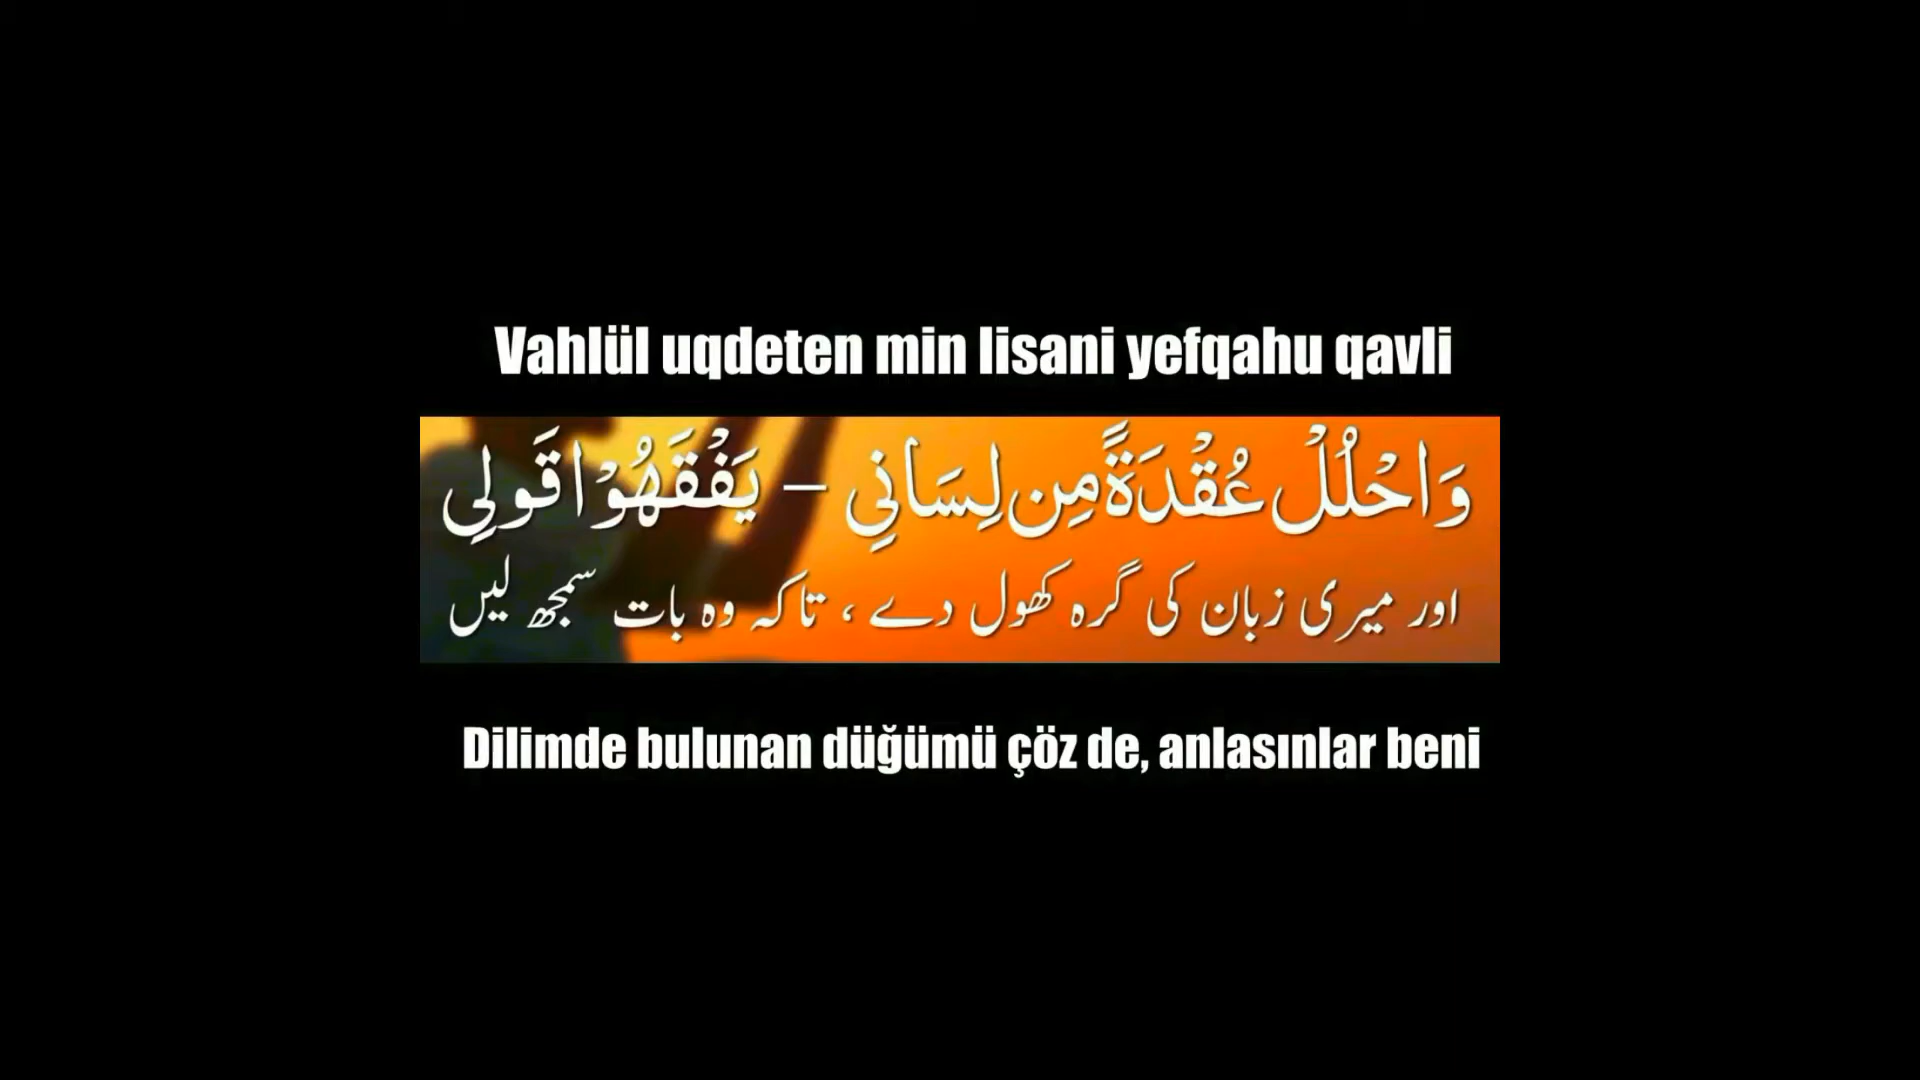 Vahlül uqdeten min lisani yefqahu qavli
وَاحْلُلْ عُقْدَةً مِن لِسَانِي – يَفْقَهُوْا قَولِي
اور میری زبان کی گرہ کھول دے ، تاکہ وہ بات سمجھ لیں
Dilimde bulunan düğümü çöz de, anlasınlar beni